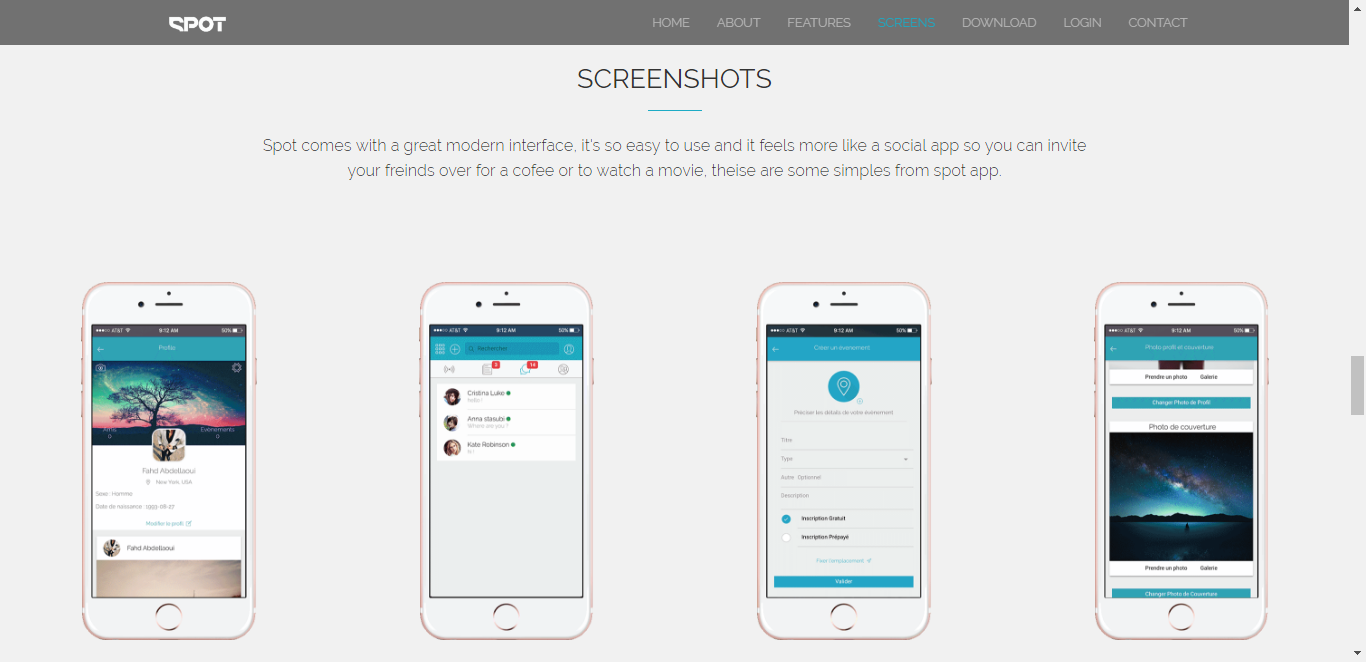 SPOT
HOME ABOUT FEATURES SCREENS DOWNLOAD LOGIN CONTACT
SCREENSHOTS
Spot comes with a great modern interface, it's so easy to use and it feels more like a social app so you can invite
your freinds over for a cofee or to watch a movie, theise are some simples from spot app.
AT&T 9:12 AM 50%
Profile
Amis 0
Evénements 0
Fahd Abdellaoui
New York, USA
Sexe: Homme
Date de naissance : 1993-08-27
Modifier le profil
Fahd Abdellaoui
AT&T 9:12 AM 50%
Rechercher
Cristina Luke
hello !
Anna stasubi
Where are you ?
Kate Robinson
AT&T 9:12 AM 50%
Creer un evenement
Préciser les détails de votre évènement
Titre
Type
Autre Optionnel
Description
Inscription Gratuit
Inscription Prépayé
Fixer l'emplacement
Valider
AT&T 9:12 AM 50%
Photo profil et couverture
Prendre un photo Galerie
Changer Photo de Profil
Photo de couverture
Prendre un photo Galerie
Changer Photo de Couverture